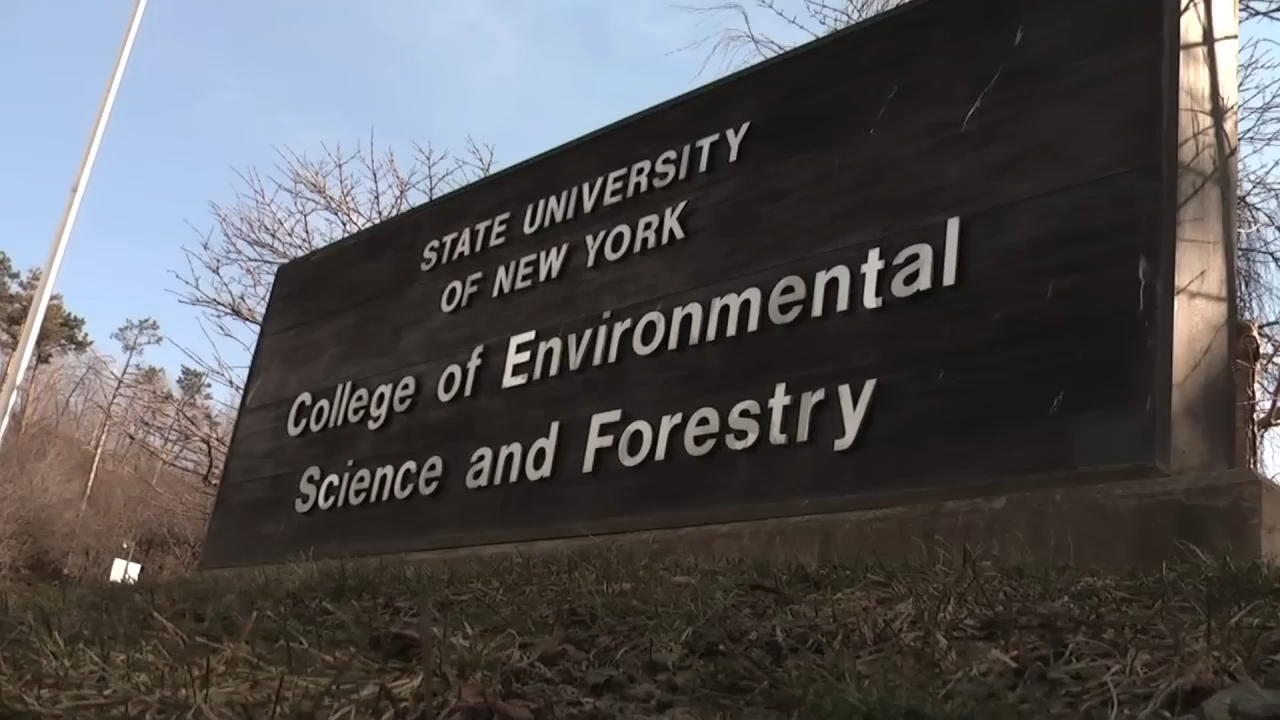 STATE UNIVERSITY
OF NEW YORK
College of Environmental
Science and Forestry